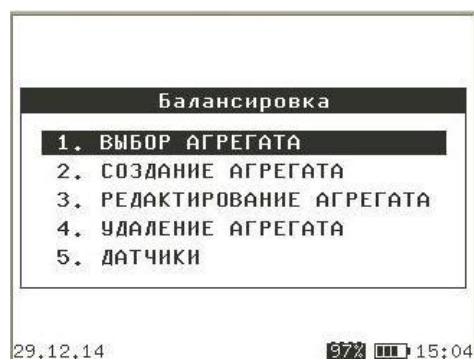 Балансировка
1. ВЫБОР АГРЕГАТА
2. СОЗДАНИЕ АГРЕГАТА
3. РЕДАКТИРОВАНИЕ АГРЕГАТА
4. УДАЛЕНИЕ АГРЕГАТА
5. ДАТЧИКИ
29.12.14 97% 15:04